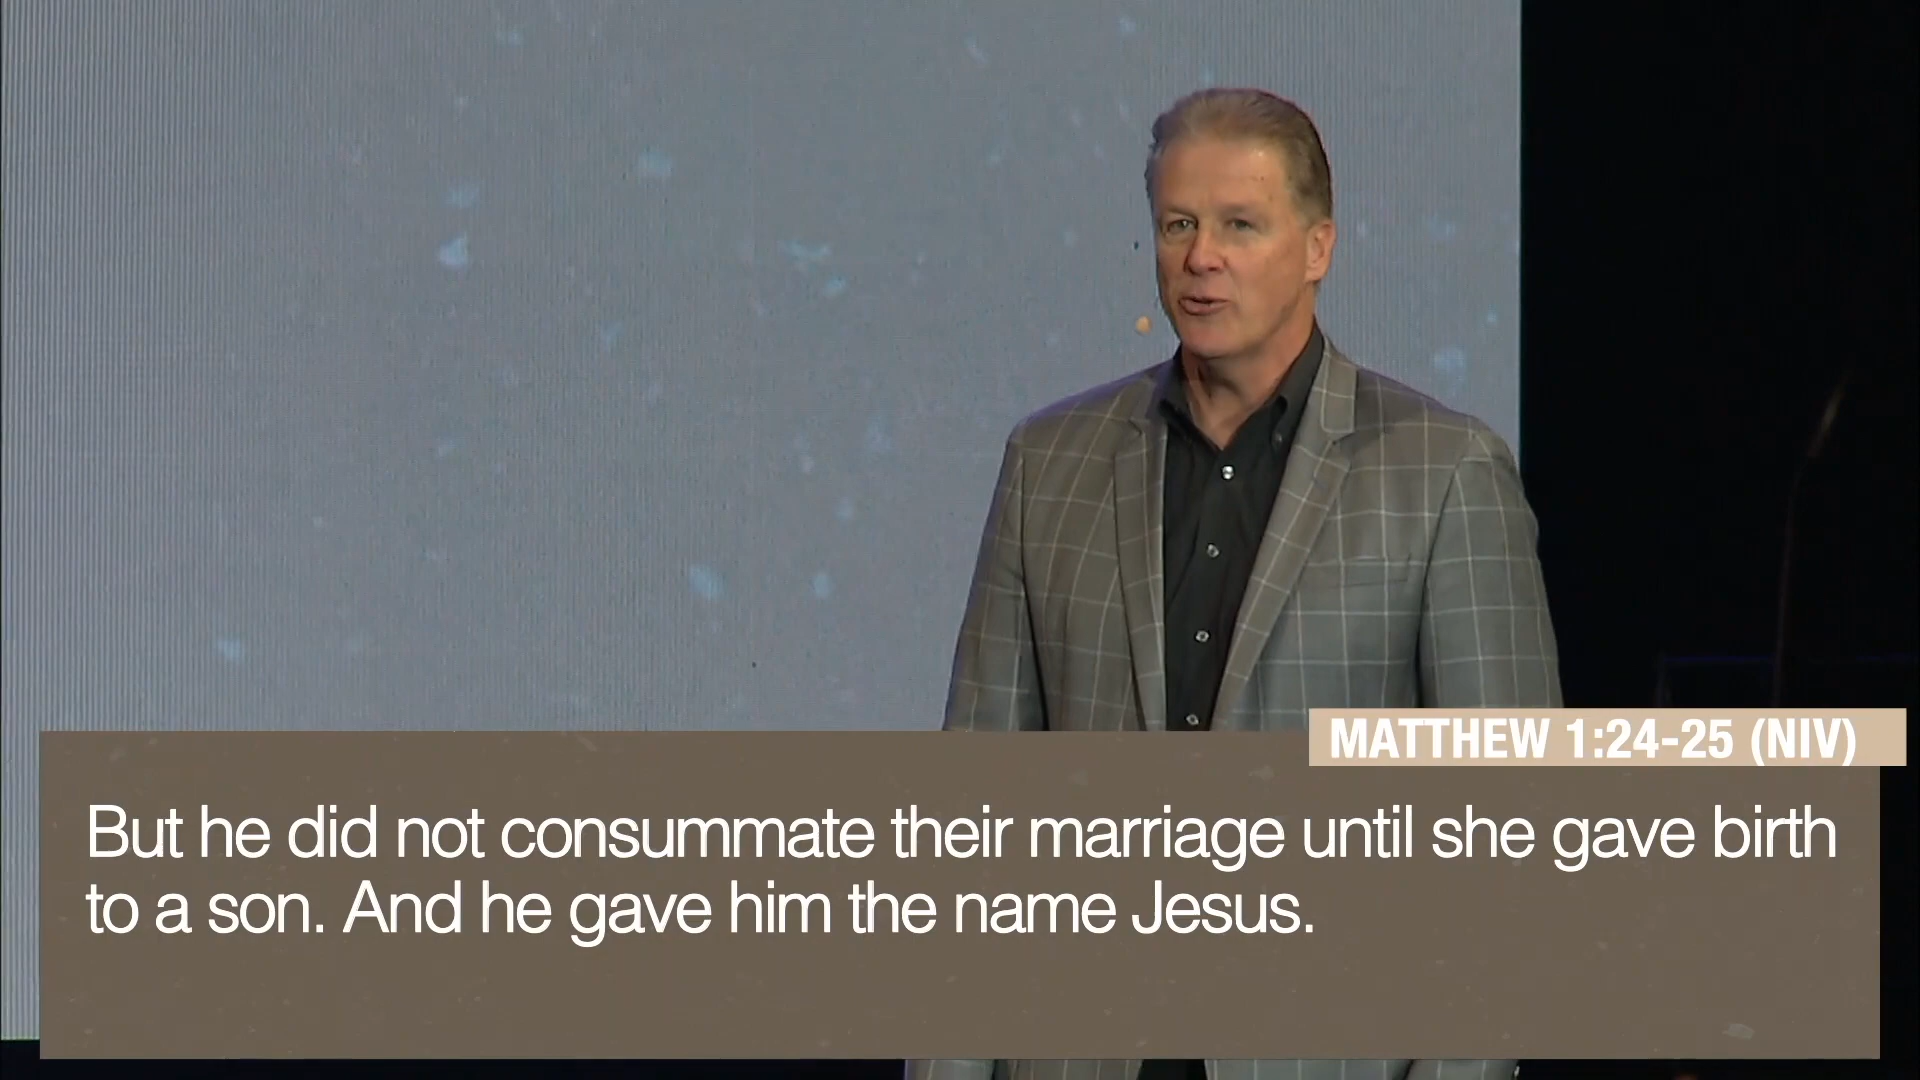 MATTHEW 1:24-25 (NIV)
But he did not consummate their marriage until she gave birth
to a son. And he gave him the name Jesus.